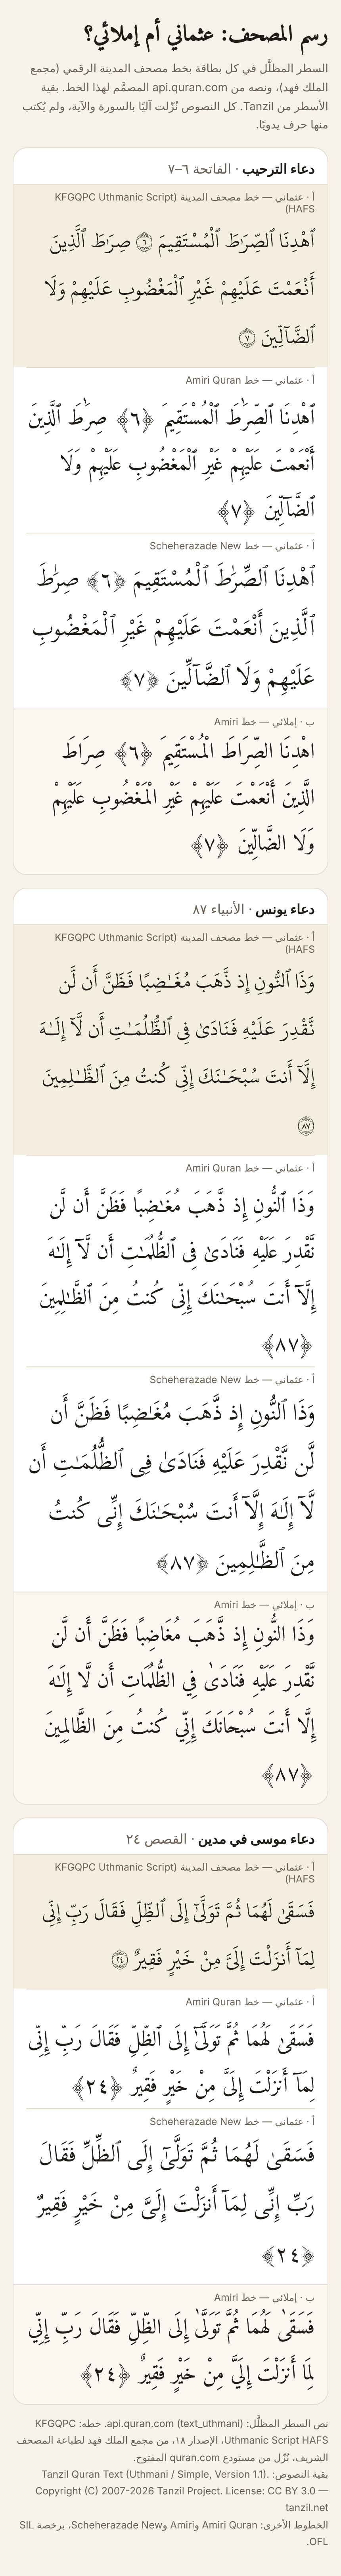 رسم المصحف: عثماني أم إملائي؟
السطر المظلَّل في كل بطاقة بخط مصحف المدينة الرقمي (مجمع
الملك فهد)، ونصه من api.quran.com المصمَّم لهذا الخط. بقية
الأسطر من Tanzil. كل النصوص نُزّلت آليًا بالسورة والآية، ولم يُكتب
منها حرف يدويًا.
دعاء الترحيب · الفاتحة ٦–٧
أ · عثماني — خط مصحف المدينة (KFGQPC Uthmanic Script
HAFS)
ٱهْدِنَا ٱلصِّرَٰطَ ٱلْمُسْتَقِيمَ ٦ صِرَٰطَ ٱلَّذِينَ
أَنْعَمْتَ عَلَيْهِمْ غَيْرِ ٱلْمَغْضُوبِ عَلَيْهِمْ وَلَا
ٱلضَّآلِّينَ ٧
أ · عثماني — خط Amiri Quran
ٱهْدِنَا ٱلصِّرَٰطَ ٱلْمُسْتَقِيمَ ﴿٦﴾ صِرَٰطَ ٱلَّذِينَ
أَنْعَمْتَ عَلَيْهِمْ غَيْرِ ٱلْمَغْضُوبِ عَلَيْهِمْ وَلَا
ٱلضَّآلِّينَ ﴿٧﴾
أ · عثماني — خط Scheherazade New
ٱهْدِنَا ٱلصِّرَٰطَ ٱلْمُسْتَقِيمَ ﴿٦﴾ صِرَٰطَ
ٱلَّذِينَ أَنْعَمْتَ عَلَيْهِمْ غَيْرِ ٱلْمَغْضُوبِ
عَلَيْهِمْ وَلَا ٱلضَّآلِّينَ ﴿٧﴾
ب · إملائي — خط Amiri
اهْدِنَا الصِّرَاطَ الْمُسْتَقِيمَ ﴿٦﴾ صِرَاطَ
الَّذِينَ أَنْعَمْتَ عَلَيْهِمْ غَيْرِ الْمَغْضُوبِ عَلَيْهِمْ
وَلَا الضَّالِّينَ ﴿٧﴾
دعاء يونس · الأنبياء ٨٧
أ · عثماني — خط مصحف المدينة (KFGQPC Uthmanic Script
HAFS)
وَذَا ٱلنُّونِ إِذ ذَّهَبَ مُغَـٰضِبًا فَظَنَّ أَن لَّن
نَّقْدِرَ عَلَيْهِ فَنَادَىٰ فِى ٱلظُّلُمَـٰتِ أَن لَّآ إِلَـٰهَ
إِلَّآ أَنتَ سُبْحَـٰنَكَ إِنِّى كُنتُ مِنَ ٱلظَّـٰلِمِينَ
٨٧
أ · عثماني — خط Amiri Quran
وَذَا ٱلنُّونِ إِذ ذَّهَبَ مُغَـٰضِبًا فَظَنَّ أَن لَّن
نَّقْدِرَ عَلَيْهِ فَنَادَىٰ فِى ٱلظُّلُمَـٰتِ أَن لَّآ إِلَـٰهَ
إِلَّآ أَنتَ سُبْحَـٰنَكَ إِنِّى كُنتُ مِنَ ٱلظَّـٰلِمِينَ
﴿٨٧﴾
أ · عثماني — خط Scheherazade New
وَذَا ٱلنُّونِ إِذ ذَّهَبَ مُغَـٰضِبًا فَظَنَّ أَن
لَّن نَّقْدِرَ عَلَيْهِ فَنَادَىٰ فِى ٱلظُّلُمَـٰتِ أَن
لَّآ إِلَـٰهَ إِلَّآ أَنتَ سُبْحَـٰنَكَ إِنِّى كُنتُ
مِنَ ٱلظَّـٰلِمِينَ ﴿٨٧﴾
ب · إملائي — خط Amiri
وَذَا النُّونِ إِذ ذَّهَبَ مُغَاضِبًا فَظَنَّ أَن لَّن
نَّقْدِرَ عَلَيْهِ فَنَادَىٰ فِي الظُّلُمَاتِ أَن لَّا إِلَـٰهَ
إِلَّا أَنتَ سُبْحَانَكَ إِنِّي كُنتُ مِنَ الظَّالِمِينَ
﴿٨٧﴾
دعاء موسى في مدين · القصص ٢٤
أ · عثماني — خط مصحف المدينة (KFGQPC Uthmanic Script
HAFS)
فَسَقَىٰ لَهُمَا ثُمَّ تَوَلَّىٰٓ إِلَى ٱلظِّلِّ فَقَالَ رَبِّ إِنِّى
لِمَآ أَنزَلْتَ إِلَىَّ مِنْ خَيْرٍ فَقِيرٌ ٢٤
أ · عثماني — خط Amiri Quran
فَسَقَىٰ لَهُمَا ثُمَّ تَوَلَّىٰٓ إِلَى ٱلظِّلِّ فَقَالَ رَبِّ إِنِّى
لِمَآ أَنزَلْتَ إِلَىَّ مِنْ خَيْرٍ فَقِيرٌ ﴿٢٤﴾
أ · عثماني — خط Scheherazade New
فَسَقَىٰ لَهُمَا ثُمَّ تَوَلَّىٰٓ إِلَى ٱلظِّلِّ فَقَالَ
رَبِّ إِنِّى لِمَآ أَنزَلْتَ إِلَىَّ مِنْ خَيْرٍ فَقِيرٌ
﴿٢٤﴾
ب · إملائي — خط Amiri
فَسَقَىٰ لَهُمَا ثُمَّ تَوَلَّىٰ إِلَى الظِّلِّ فَقَالَ رَبِّ إِنِّي
لِمَا أَنزَلْتَ إِلَيَّ مِنْ خَيْرٍ فَقِيرٌ ﴿٢٤﴾
نص السطر المظلَّل: api.quran.com (text_uthmani). خطه: KFGQPC
Uthmanic Script HAFS، الإصدار ١٨، من مجمع الملك فهد لطباعة المصحف
الشريف، نُزّل من مستودع quran.com المفتوح.
بقية النصوص: Tanzil Quran Text (Uthmani / Simple, Version 1.1).
Copyright (C) 2007-2026 Tanzil Project. License: CC BY 3.0 —
tanzil.net
الخطوط الأخرى: Amiri Quran وAmiri وScheherazade New، برخصة SIL
OFL.